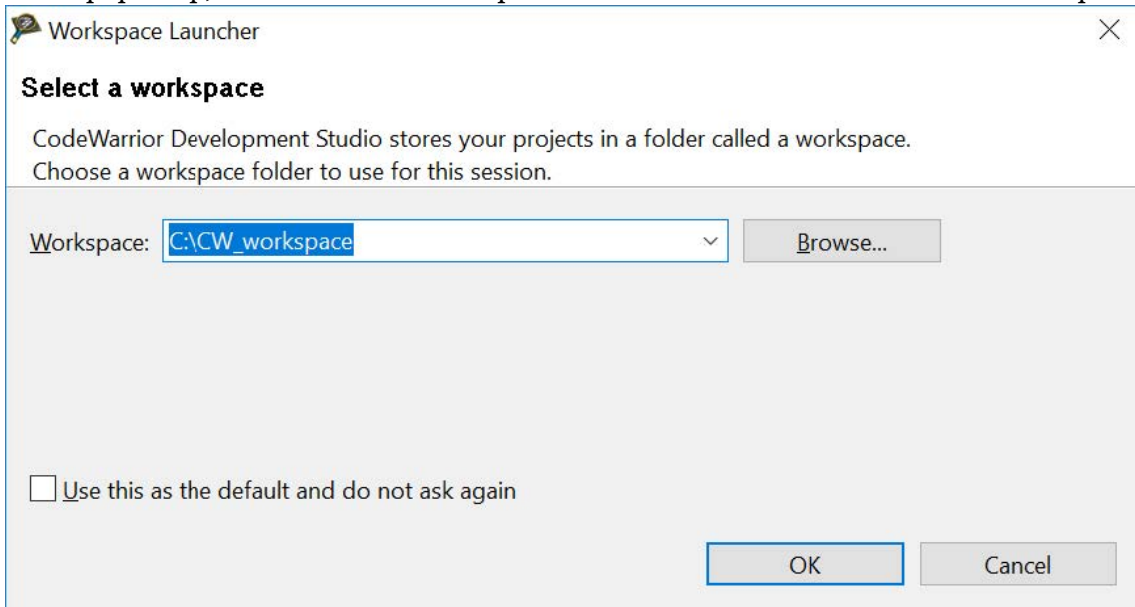 Workspace Launcher
Select a workspace
CodeWarrior Development Studio stores your projects in a folder called a workspace.
Choose a workspace folder to use for this session.
Workspace: C:\CW_workspace Browse...
Use this as the default and do not ask again
OK Cancel